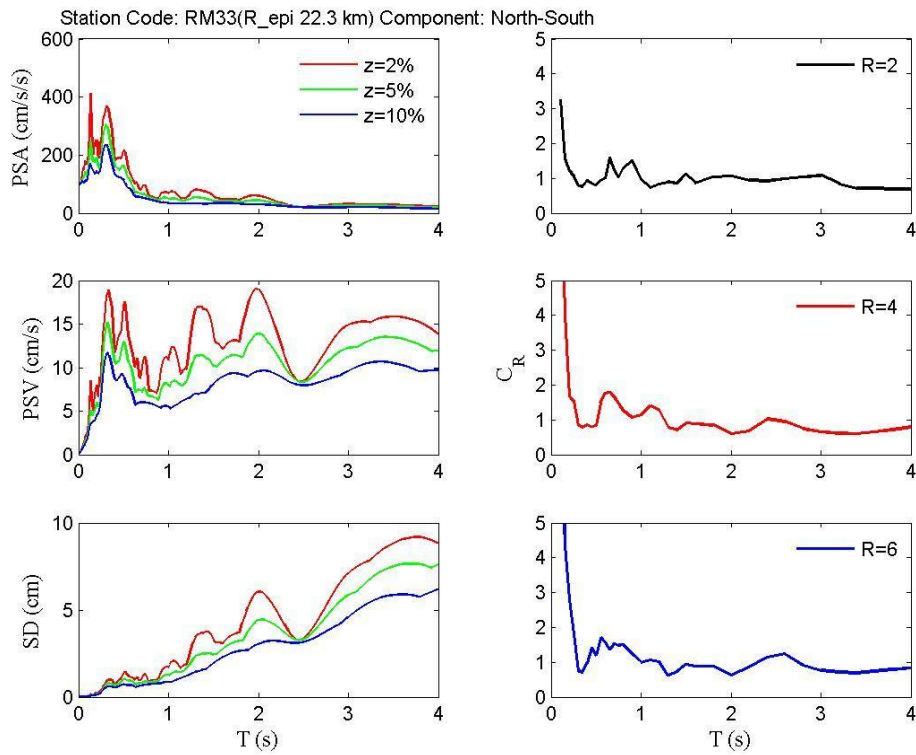 Station Code: RM33(R_epi 22.3 km) Component: North-South
PSA (cm/s/s)
600
400
200
0
0 1 2 3 4
z=2%
z=5%
z=10%
5
4
3
2
1
0
0 1 2 3 4
R=2
PSV (cm/s)
20
15
10
5
0
0 1 2 3 4
C_R
5
4
3
2
1
0
0 1 2 3 4
R=4
SD (cm)
10
5
0
0 1 2 3 4
T (s)
5
4
3
2
1
0
0 1 2 3 4
T (s)
R=6